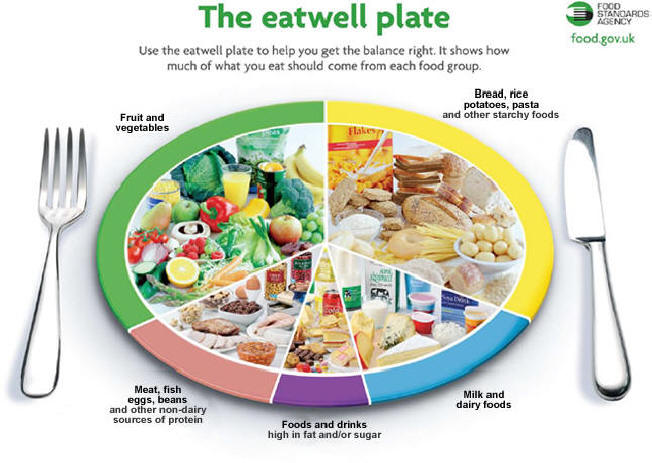 The eatwell plate
FOOD
STANDARDS
AGENCY
food.gov.uk
Use the eatwell plate to help you get the balance right. It shows how
much of what you eat should come from each food group.
Fruit and
vegetables
Bread, rice
potatoes, pasta
and other starchy foods
Flakes
Meat, fish
eggs, beans
and other non-dairy
sources of protein
Foods and drinks
high in fat and/or sugar
Milk and
dairy foods